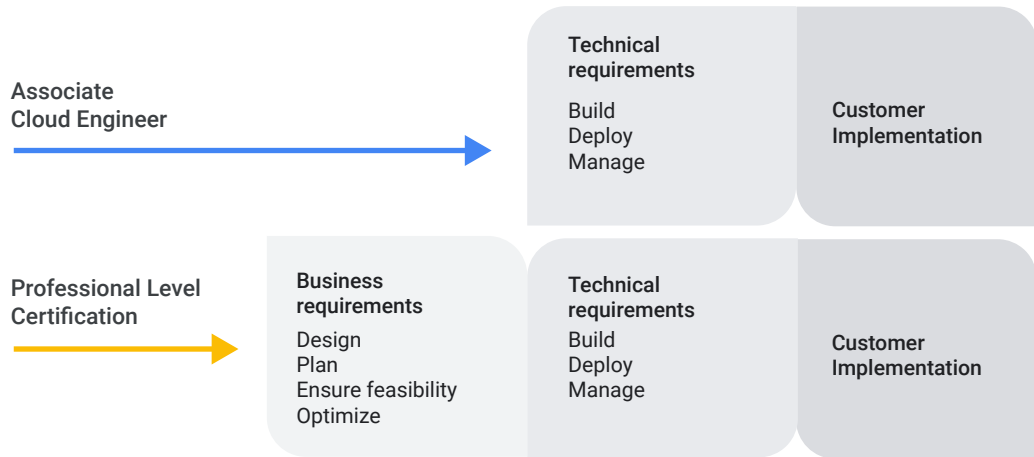 Associate
Cloud Engineer
Technical
requirements
Build
Deploy
Manage
Customer
Implementation
Professional Level
Certification
Business
requirements
Design
Plan
Ensure feasibility
Optimize
Technical
requirements
Build
Deploy
Manage
Customer
Implementation